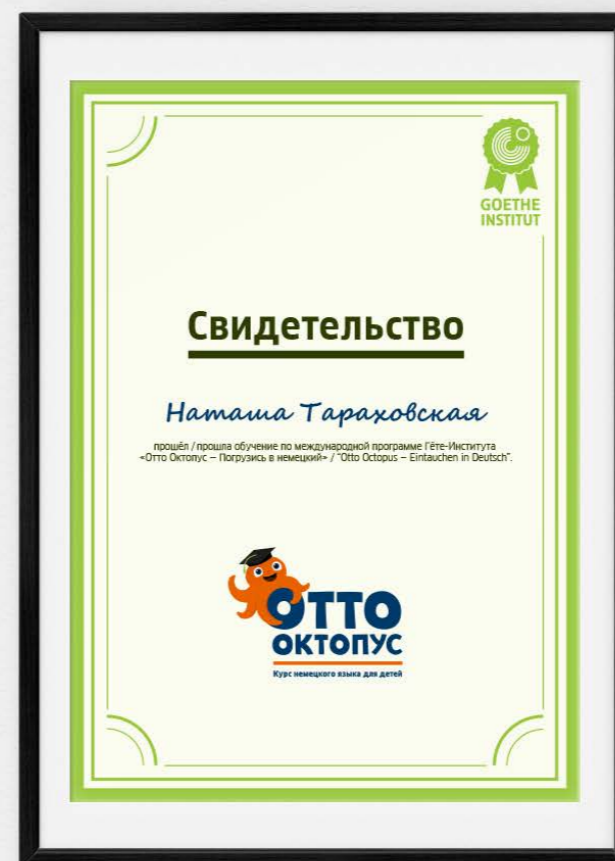 GOETHE
INSTITUT
Свидетельство
Наташа Тараховская
прошёл / прошла обучение по международной программе Гёте-Института
«Отто Октопус – Погрузись в немецкий» / "Otto Octopus – Eintauchen in Deutsch".
ОТТО
ОКТОПУС
Курс немецкого языка для детей